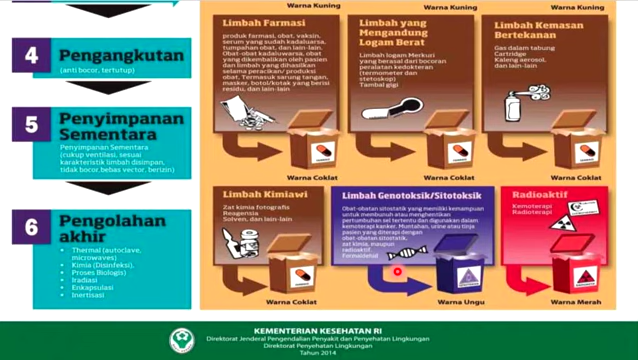 Warna Kuning
Warna Kuning
Warna Kuning
4
Pengangkutan
(anti bocor, tertutup)
5
Penyimpanan
Sementara
Penyimpanan Sementara
(cukup ventilasi, sesuai
karakteristik limbah disimpan,
tidak bocor,bebas vector, berizin)
6
Pengolahan
akhir
• Thermal (autoclave,
microwaves)
• Kimia (Disinfeksi).
• Proses Biologis)
• Iradiasi
• Enkapsulasi
• Inertisasi
Limbah Farmasi
produk farmasi, obat, vaksin,
serum yang sudah kadaluarsa,
tumpahan obat, dan lain-lain.
Obat-obat kadaluwarsa, obat
yang dikembalikan oleh pasien
dan limbah yang dihasilkan
selama peracikan/ produksi
obat. Termasuk sarung tangan,
masker, botol/kotak yang berisi
residu, dan lain-lain
Warna Coklat
Limbah yang
Mengandung
Logam Berat
Limbah logam Merkuri
yang berasal dari bocoran
peralatan kedokteran
(termometer dan
stetoskop)
Tambal gigi
Warna Coklat
Limbah Kemasan
Bertekanan
Gas dalam tabung
Cartridge
Kaleng aerosol,
dan lain-lain
Warna Coklat
Limbah Kimiawi
Zat kimia fotografis
Reagensia
Solven, dan lain-lain
Warna Coklat
Limbah Genotoksik/Sitotoksik
Obat-obatan sitostatik yang memiliki kemampuan
untuk membunuh atau menghentikan
pertumbuhan sel tertentu dan digunakan dalam
kemoterapi kanker. Muntahan, urine atau tinja
pasien yang diterapi dengan
obat-obatan sitostatik,
zat kimia, maupun
radioaktif.
Formaldehid
Warna Ungu
Radioaktif
Kemoterapi
Radioterapi
Warna Merah
KEMENTERIAN KESEHATAN RI
Direktorat Jenderal Pengendalian Penyakit dan Penyehatan Lingkungan
Direktorat Penyehatan Lingkungan
Tahun 2014